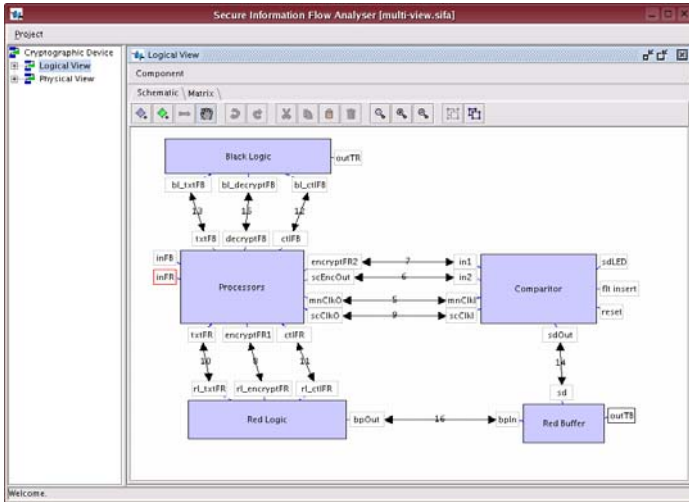 Secure Information Flow Analyser [multi-view.sifa]
Project
Cryptographic Device
Logical View
Physical View
Logical View
Component
Schematic Matrix
Black Logic
outTR
bl_txtFB bl_decryptFB bl_ctlFB
13 15 12
txtFB decryptFB ctlFB
inFB
inFR
Processors
encryptFR2 7 in1
scEncOut 6 in2
mnClkO 5 mnClkI
scClkO 9 scClkI
Comparitor
sdLED
flt insert
reset
txtFR encryptFR1 ctlFR
sdOut
10 8 11
14
rl_txtFR rl_encryptFR rl_ctlFR
sd
Red Logic
bpOut 16 bpIn
Red Buffer
outTB
Welcome.